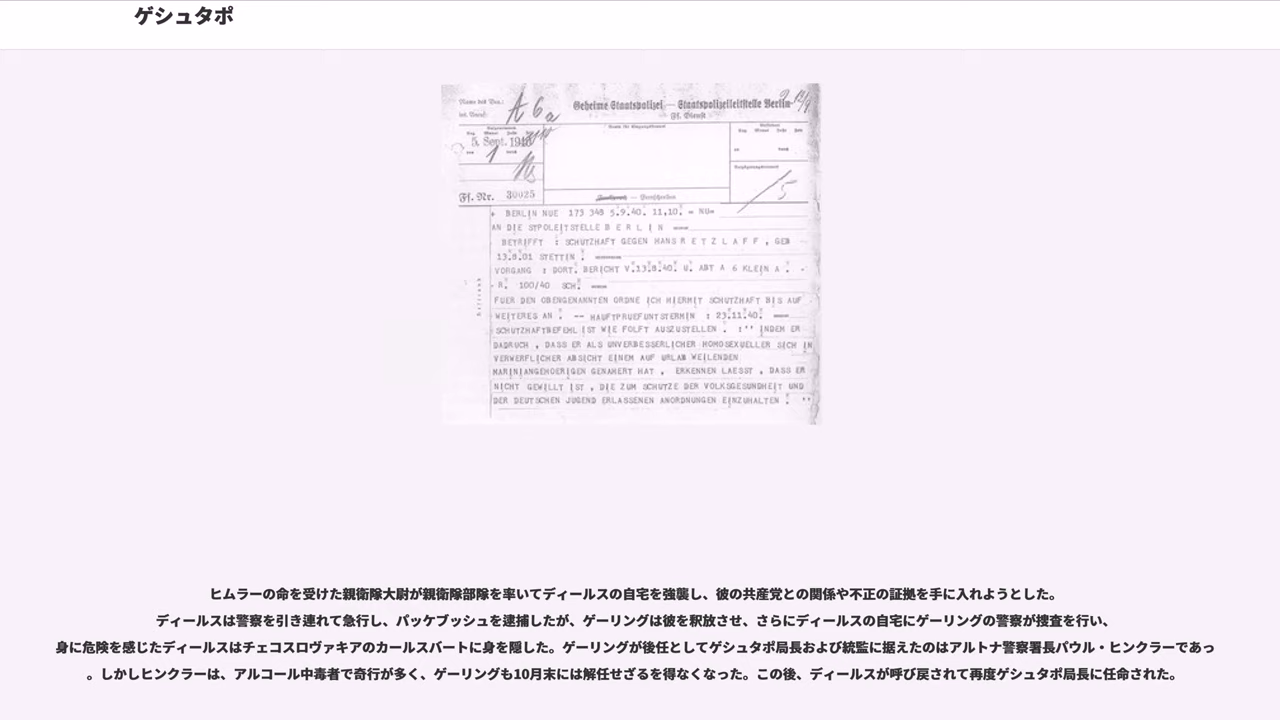 ゲシュタポ
Name des Bea.:
A 6 a
Geheime Staatspolizei — Staatspolizeileitstelle Berlin
FS. Dienst
5. Sept. 1940
FS. Nr. 30025
Fernschreiben
+ BERLIN NUE 173 348 5.9.40. 11,10. = NO=
AN DIE STPOLEITSTELLE B E R L I N
BETRIFFT : SCHUTZHAFT GEGEN HANS R E T Z L A F F , GEB
13.8.01 STETTIN .
VORGANG : DORT. BERICHT V.13.8.40. U. ABT A 6 KLEIN A . -
R. 100/40 SCH.
FUER DEN OBENGENANNTEN ORDNE ICH HIERMIT SCHUTZHAFT BIS AUF
WEITERES AN . -- HAUFTPRUEFUNTSTERMIN : 23.11.40.
SCHUTZHAFTBEFEHL IST WIE FOLFT AUSZUSTELLEN . :'' INDEM ER
DADRUCH , DASS ER ALS UNVERBESSERLICHER HOMOSEXUELLER SICH IN
VERWERFLICHER ABSICHT EINEM AUF URLAB WEILENDEN
MARINIANGEHOERIGEN GENAHERT HAT , ERKENNEN LAESST , DASS ER
NICHT GEWILLT IST , DIE ZUM SCHUTZE DER VOLKSGESUNDHEIT UND
DER DEUTSCHEN JUGEND ERLASSENEN ANORDNUNGEN EINZUHALTEN . ''
ヒムラーの命を受けた親衛隊大尉が親衛隊部隊を率いてディールスの自宅を強襲し、彼の共産党との関係や不正の証拠を手に入れようとした。
ディールスは警察を引き連れて急行し、パッケブッシュを逮捕したが、ゲーリングは彼を釈放させ、さらにディールスの自宅にゲーリングの警察が捜査を行い、
身に危険を感じたディールスはチェコスロヴァキアのカールスバートに身を隠した。ゲーリングが後任としてゲシュタポ局長および統監に据えたのはアルトナ警察署長パウル・ヒンクラーであっ
。しかしヒンクラーは、アルコール中毒者で奇行が多く、ゲーリングも10月末には解任せざるを得なくなった。この後、ディールスが呼び戻されて再度ゲシュタポ局長に任命された。